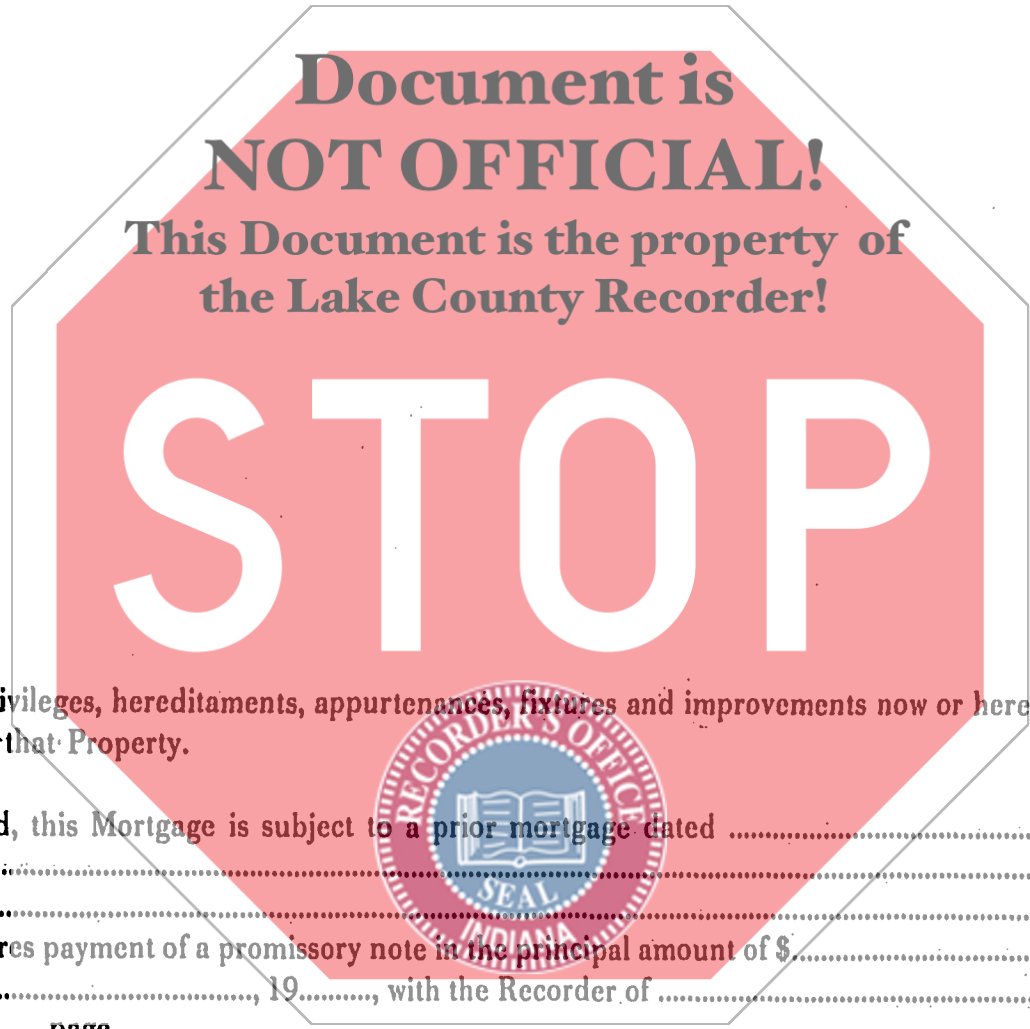 Document is
NOT OFFICIAL!
This Document is the property of
the Lake County Recorder!
STOP
ivileges, hereditaments, appurtenances, fixtures and improvements now or here
that Property.
RECORDER'S OFFICE
d, this Mortgage is subject to a prior mortgage dated ........................
SEAL
INDIANA
res payment of a promissory note in the principal amount of $........................
........................, 19.........., with the Recorder of ........................
page